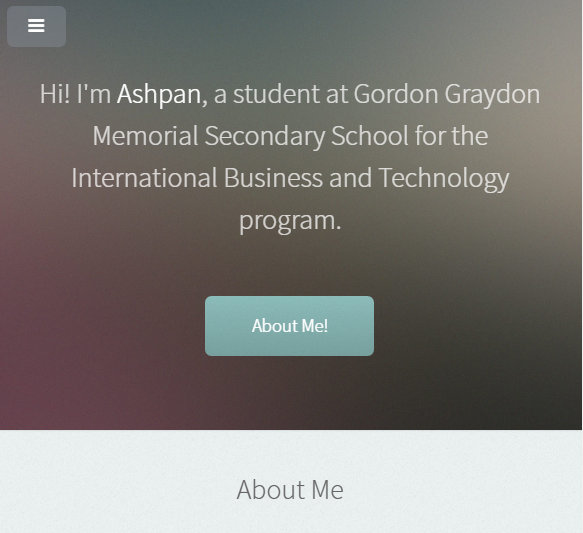 Hi! I'm Ashpan, a student at Gordon Graydon
Memorial Secondary School for the
International Business and Technology
program.
About Me!
About Me